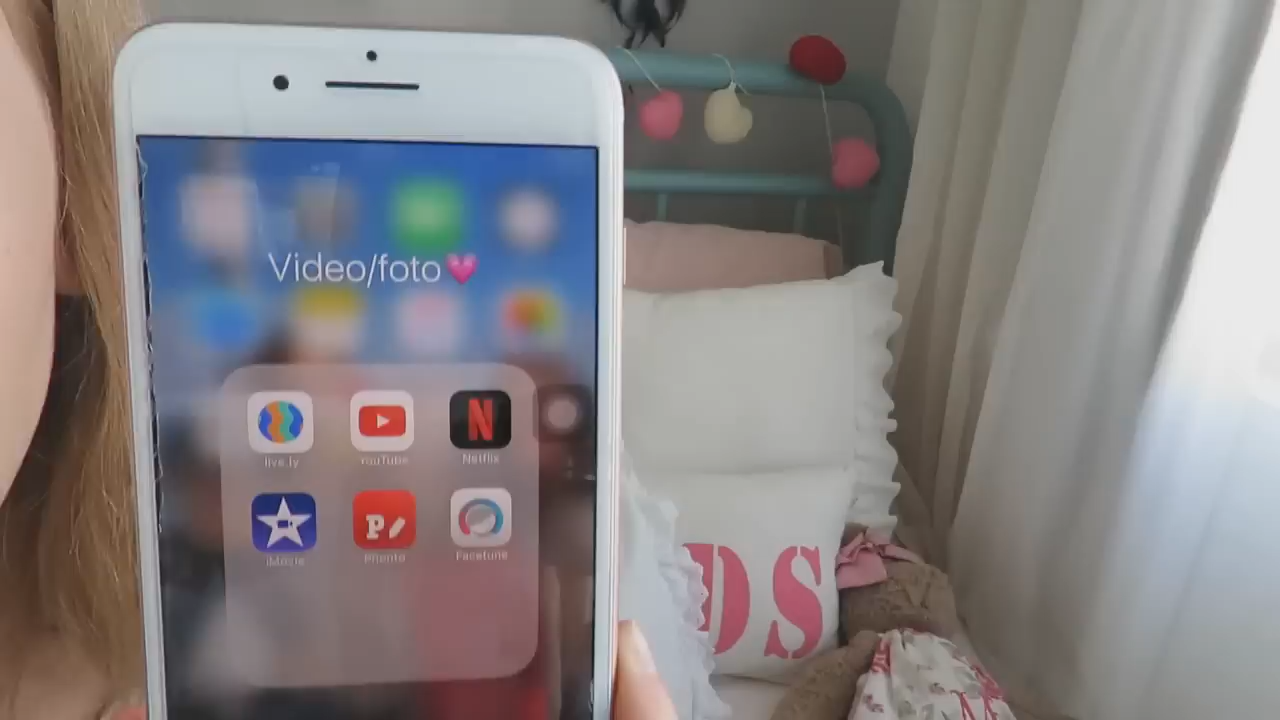 Video/foto💗
live.ly YouTube Netflix
N
iMovie Phonto Facetune
P
DS